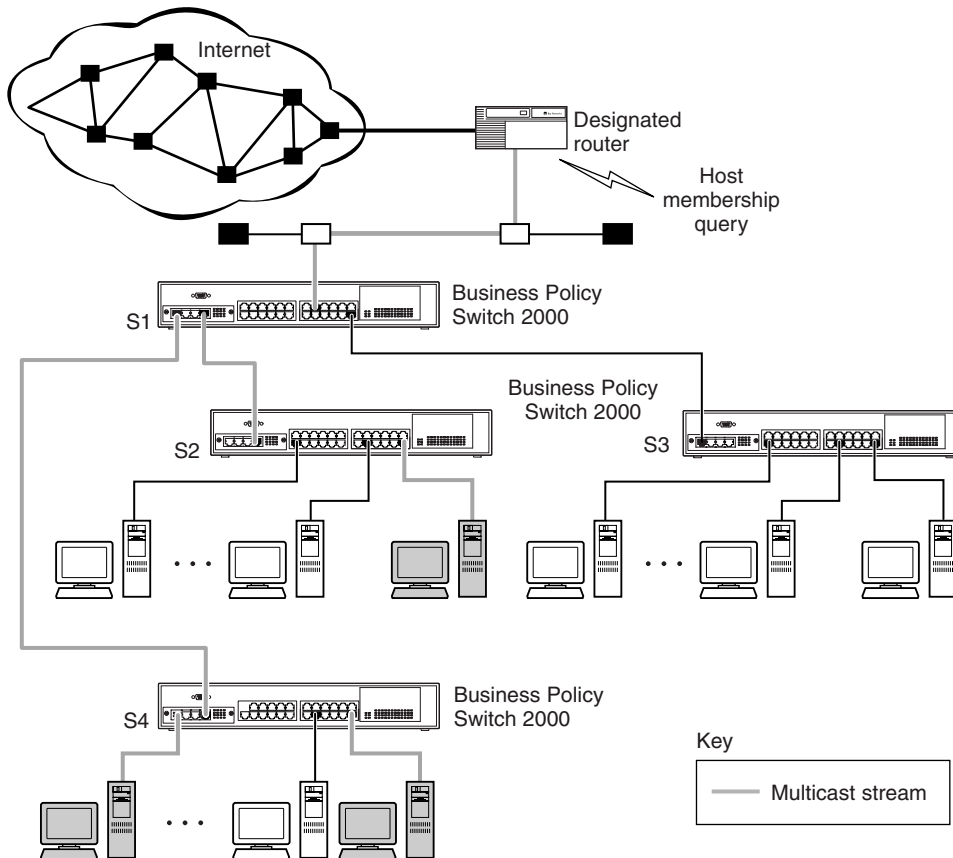 Internet
Designated
router
Host
membership
query
Business Policy
Switch 2000
S1
Business Policy
Switch 2000
S2
S3
Business Policy
Switch 2000
S4
Key
Multicast stream